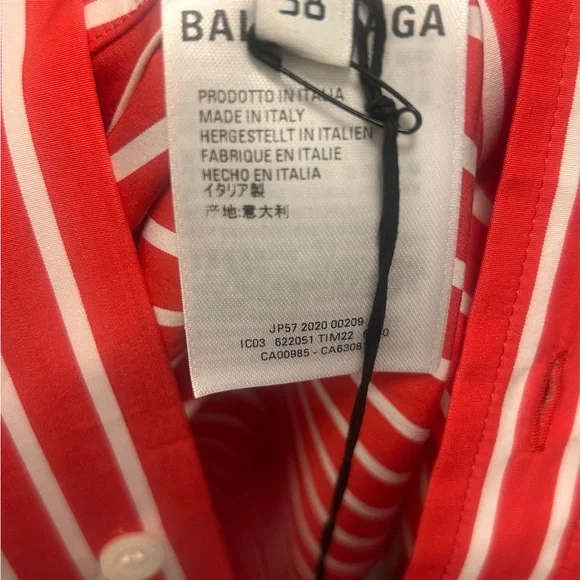 38
BAL AGA
PRODOTTO IN ITALIA
MADE IN ITALY
HERGESTELLT IN ITALIEN
FABRIQUE EN ITALIE
HECHO EN ITALIA
イタリア製
产地:意大利
JP57 2020 00209
IC03 622051 TIM22
CA00985 - CA6308